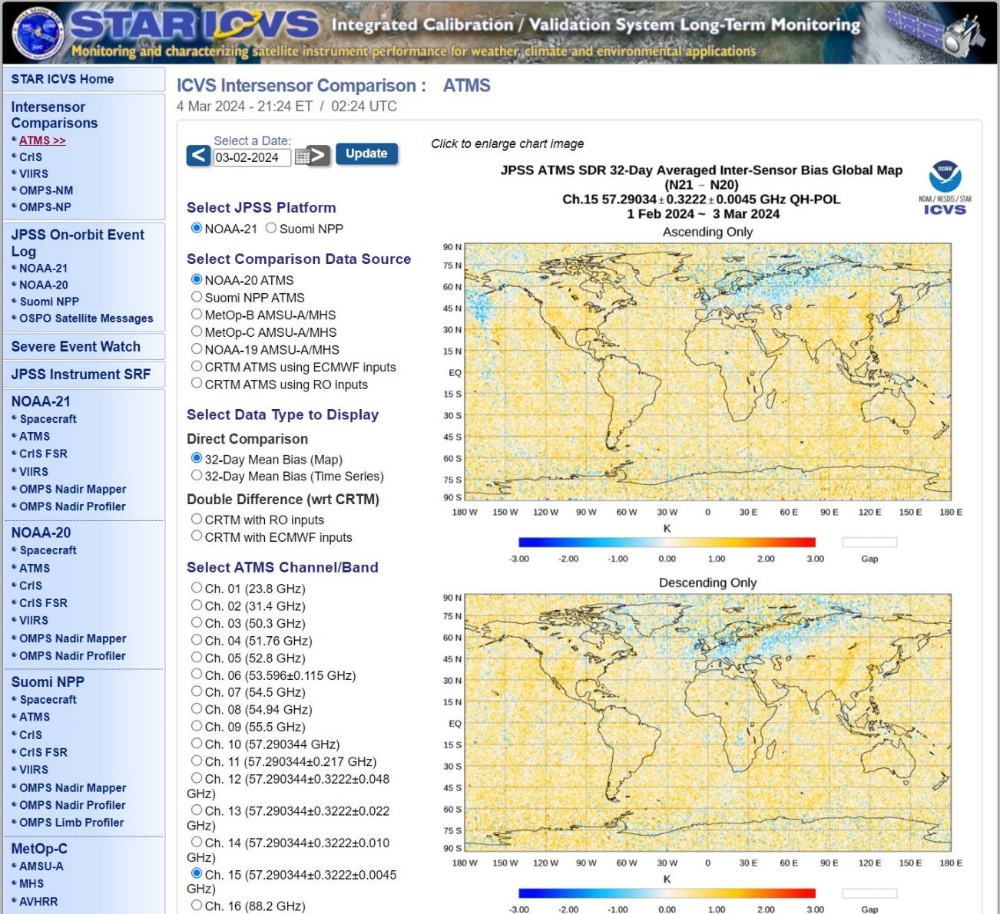 STAR ICVS Integrated Calibration / Validation System Long-Term Monitoring
Monitoring and characterizing satellite instrument performance for weather, climate and environmental applications
STAR ICVS Home
Intersensor
Comparisons
ATMS >>
CrIS
VIIRS
OMPS-NM
OMPS-NP
JPSS On-orbit Event
Log
NOAA-21
NOAA-20
Suomi NPP
OSPO Satellite Messages
Severe Event Watch
JPSS Instrument SRF
NOAA-21
Spacecraft
ATMS
CrIS FSR
VIIRS
OMPS Nadir Mapper
OMPS Nadir Profiler
NOAA-20
Spacecraft
ATMS
CrIS
CrIS FSR
VIIRS
OMPS Nadir Mapper
OMPS Nadir Profiler
Suomi NPP
Spacecraft
ATMS
CrIS
CrIS FSR
VIIRS
OMPS Nadir Mapper
OMPS Nadir Profiler
OMPS Limb Profiler
MetOp-C
AMSU-A
MHS
AVHRR
ICVS Intersensor Comparison : ATMS
4 Mar 2024 - 21:24 ET / 02:24 UTC
Select a Date:
< 03-02-2024 > Update
Select JPSS Platform
NOAA-21 Suomi NPP
Select Comparison Data Source
NOAA-20 ATMS
Suomi NPP ATMS
MetOp-B AMSU-A/MHS
MetOp-C AMSU-A/MHS
NOAA-19 AMSU-A/MHS
CRTM ATMS using ECMWF inputs
CRTM ATMS using RO inputs
Select Data Type to Display
Direct Comparison
32-Day Mean Bias (Map)
32-Day Mean Bias (Time Series)
Double Difference (wrt CRTM)
CRTM with RO inputs
CRTM with ECMWF inputs
Select ATMS Channel/Band
Ch. 01 (23.8 GHz)
Ch. 02 (31.4 GHz)
Ch. 03 (50.3 GHz)
Ch. 04 (51.76 GHz)
Ch. 05 (52.8 GHz)
Ch. 06 (53.596±0.115 GHz)
Ch. 07 (54.5 GHz)
Ch. 08 (54.94 GHz)
Ch. 09 (55.5 GHz)
Ch. 10 (57.290344 GHz)
Ch. 11 (57.290344±0.217 GHz)
Ch. 12 (57.290344±0.3222±0.048
GHz)
Ch. 13 (57.290344±0.3222±0.022
GHz)
Ch. 14 (57.290344±0.3222±0.010
GHz)
Ch. 15 (57.290344±0.3222±0.0045
GHz)
Ch. 16 (88.2 GHz)
Click to enlarge chart image
JPSS ATMS SDR 32-Day Averaged Inter-Sensor Bias Global Map
(N21 - N20)
Ch.15 57.29034±0.3222±0.0045 GHz QH-POL
1 Feb 2024 ~ 3 Mar 2024
NOAA
NOAA / NESDIS / STAR
ICVS
Ascending Only
90 N
75 N
60 N
45 N
30 N
15 N
EQ
15 S
30 S
45 S
60 S
75 S
90 S
180 W 150 W 120 W 90 W 60 W 30 W 0 30 E 60 E 90 E 120 E 150 E 180 E
K
-3.00 -2.00 -1.00 0.00 1.00 2.00 3.00 Gap
Descending Only
90 N
75 N
60 N
45 N
30 N
15 N
EQ
15 S
30 S
45 S
60 S
75 S
90 S
180 W 150 W 120 W 90 W 60 W 30 W 0 30 E 60 E 90 E 120 E 150 E 180 E
K
-3.00 -2.00 -1.00 0.00 1.00 2.00 3.00 Gap